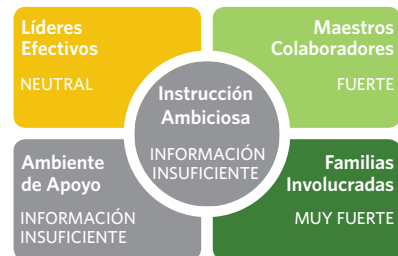 Líderes
Efectivos
NEUTRAL
Maestros
Colaboradores
FUERTE
Instrucción
Ambiciosa
INFORMACIÓN
INSUFICIENTE
Ambiente
de Apoyo
INFORMACIÓN
INSUFICIENTE
Familias
Involucradas
MUY FUERTE